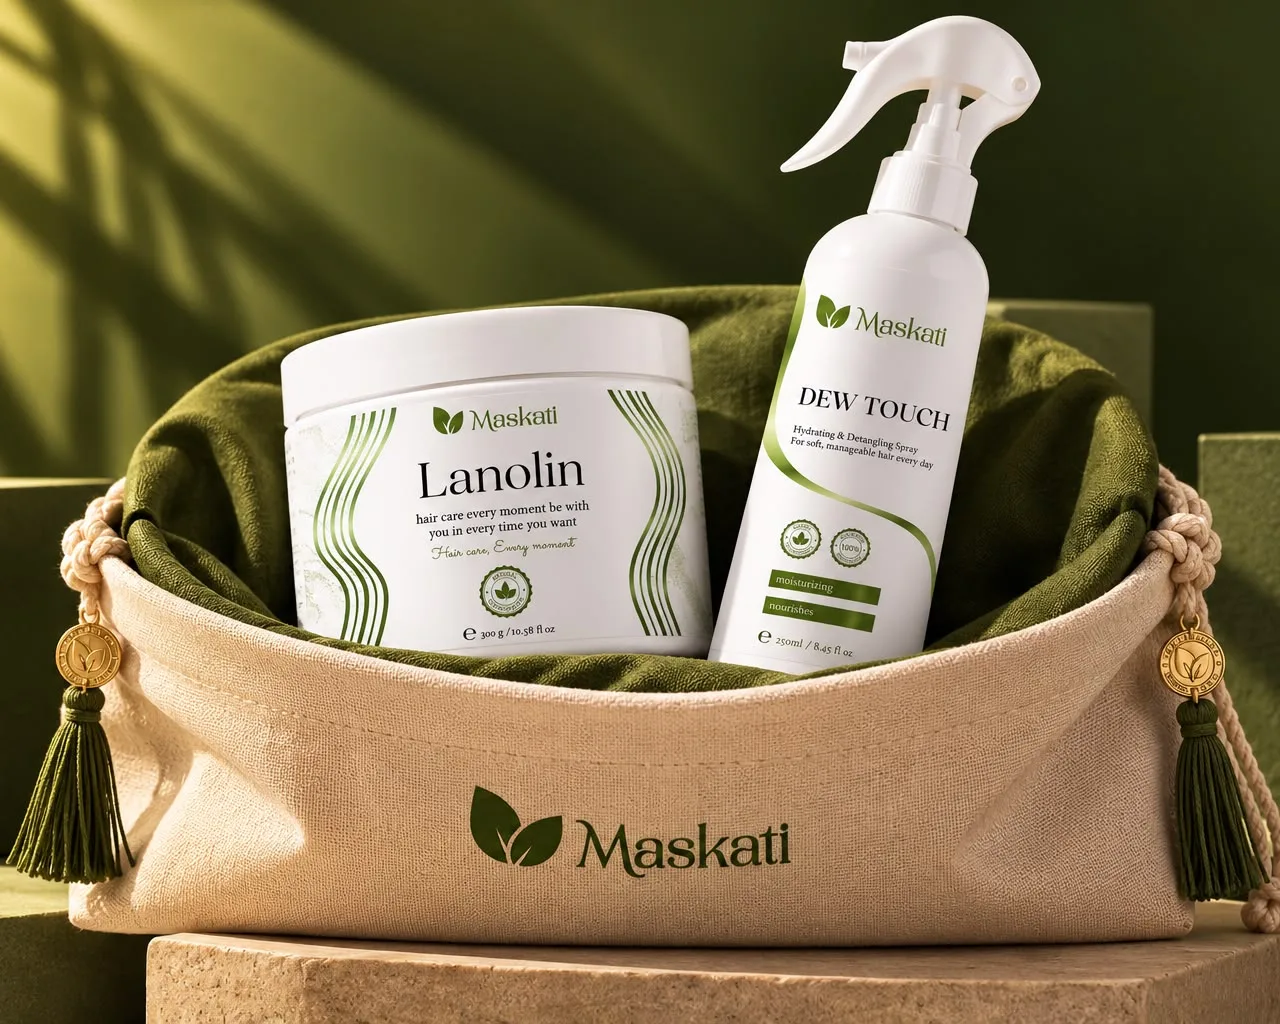 Maskati
Lanolin
hair care every moment be with
you in every time you want
Hair care, Every moment
NATURAL
e 300 g / 10.58 fl oz
Maskati
DEW TOUCH
Hydrating & Detangling Spray
For soft, manageable hair every day
100%
moisturizing
nourishes
e 250ml / 8.45 fl oz
Maskati